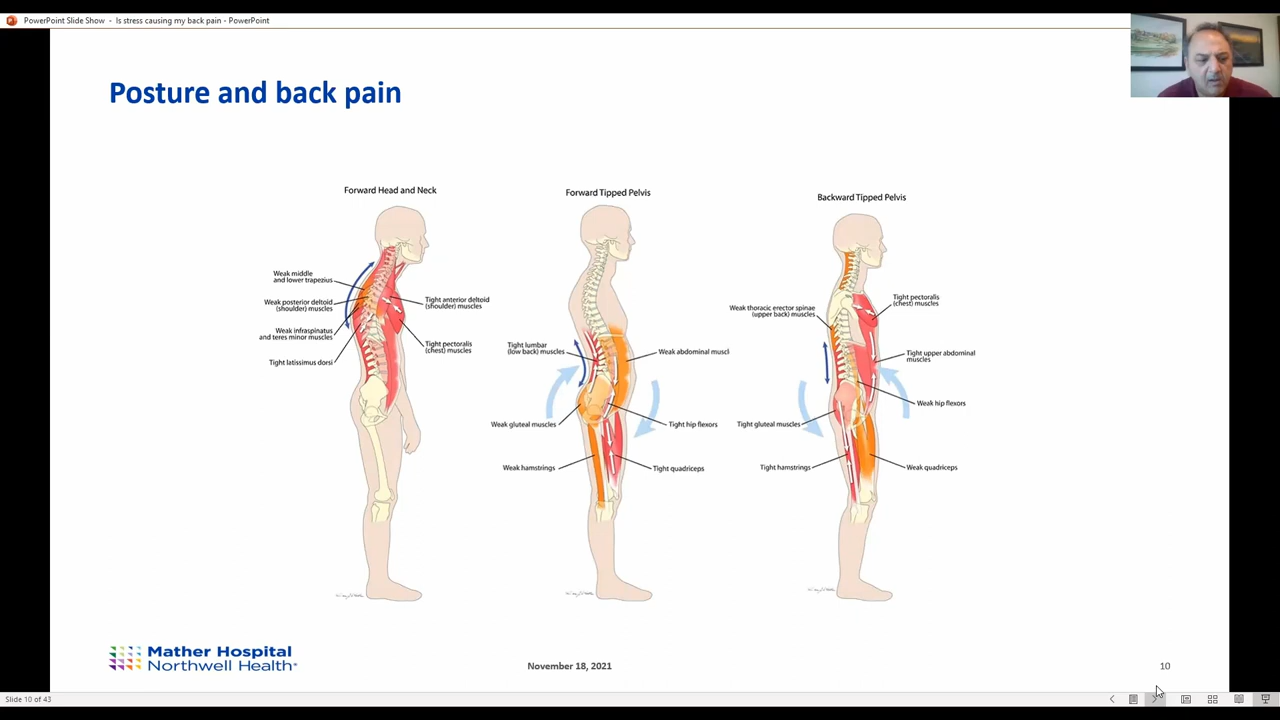 PowerPoint Slide Show - Is stress causing my back pain - PowerPoint
Posture and back pain
Forward Head and Neck
Weak middle
and lower trapezius
Weak posterior deltoid
(shoulder) muscles
Weak infraspinatus
and teres minor muscles
Tight latissimus dorsi
Tight anterior deltoid
(shoulder) muscles
Tight pectoralis
(chest) muscles
Forward Tipped Pelvis
Tight lumbar
(low back) muscles
Weak abdominal muscl
Weak gluteal muscles
Tight hip flexors
Weak hamstrings
Tight quadriceps
Backward Tipped Pelvis
Weak thoracic erector spinae
(upper back) muscles
Tight pectoralis
(chest) muscles
Tight upper abdominal
muscles
Weak hip flexors
Tight gluteal muscles
Tight hamstrings
Weak quadriceps
Mather Hospital
Northwell Health®
November 18, 2021
10
Slide 10 of 43